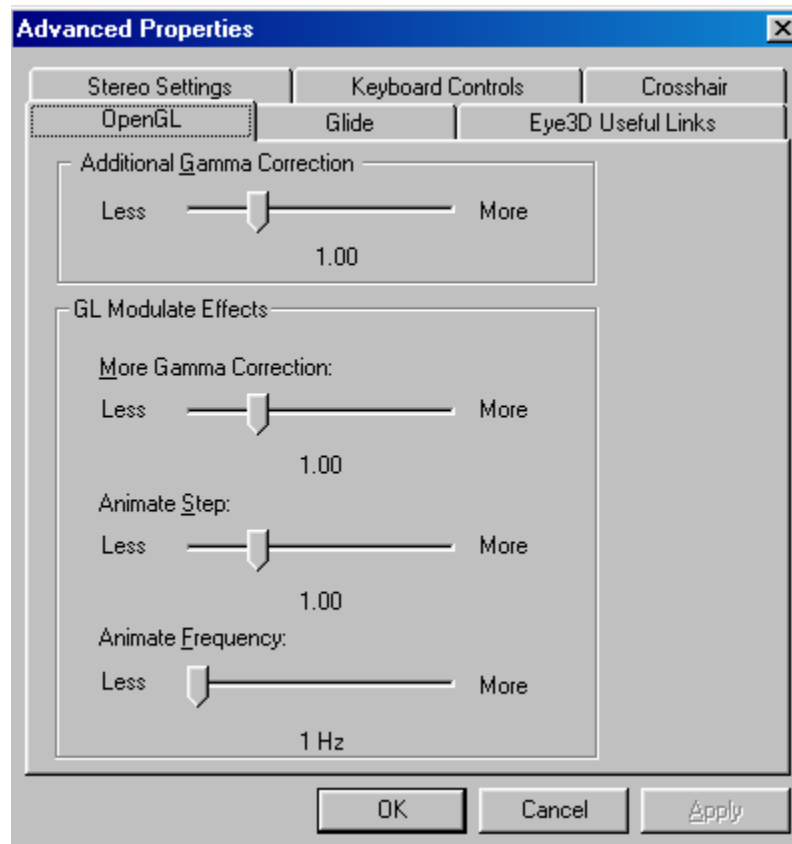 Advanced Properties
Stereo Settings Keyboard Controls Crosshair
OpenGL Glide Eye3D Useful Links
Additional Gamma Correction
Less More
1.00
GL Modulate Effects
More Gamma Correction:
Less More
1.00
Animate Step:
Less More
1.00
Animate Frequency:
Less More
1 Hz
OK Cancel Apply